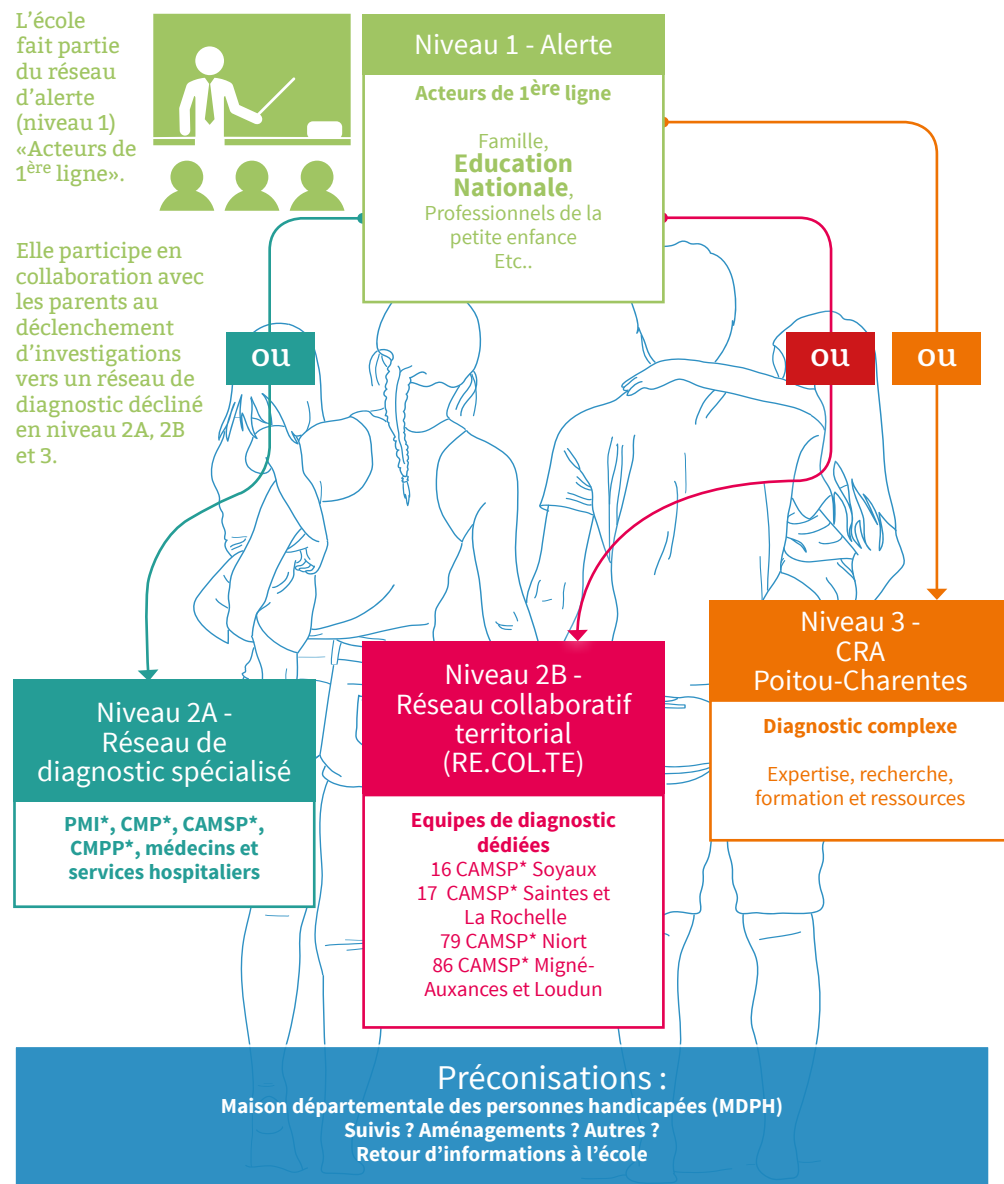 L'école
fait partie
du réseau
d'alerte
(niveau 1)
«Acteurs de
1ère ligne».
Elle participe en
collaboration avec
les parents au
déclenchement
d'investigations
vers un réseau de
diagnostic décliné
en niveau 2A, 2B
et 3.
Niveau 1 - Alerte
Acteurs de 1ère ligne
Famille,
Education
Nationale,
Professionnels de la
petite enfance
Etc..
ou
ou
ou
Niveau 2A -
Réseau de
diagnostic spécialisé
PMI*, CMP*, CAMSP*,
CMPP*, médecins et
services hospitaliers
Niveau 2B -
Réseau collaboratif
territorial
(RE.COL.TE)
Equipes de diagnostic
dédiées
16 CAMSP* Soyaux
17 CAMSP* Saintes et
La Rochelle
79 CAMSP* Niort
86 CAMSP* Migné-
Auxances et Loudun
Niveau 3 -
CRA
Poitou-Charentes
Diagnostic complexe
Expertise, recherche,
formation et ressources
Préconisations :
Maison départementale des personnes handicapées (MDPH)
Suivis ? Aménagements ? Autres ?
Retour d'informations à l'école